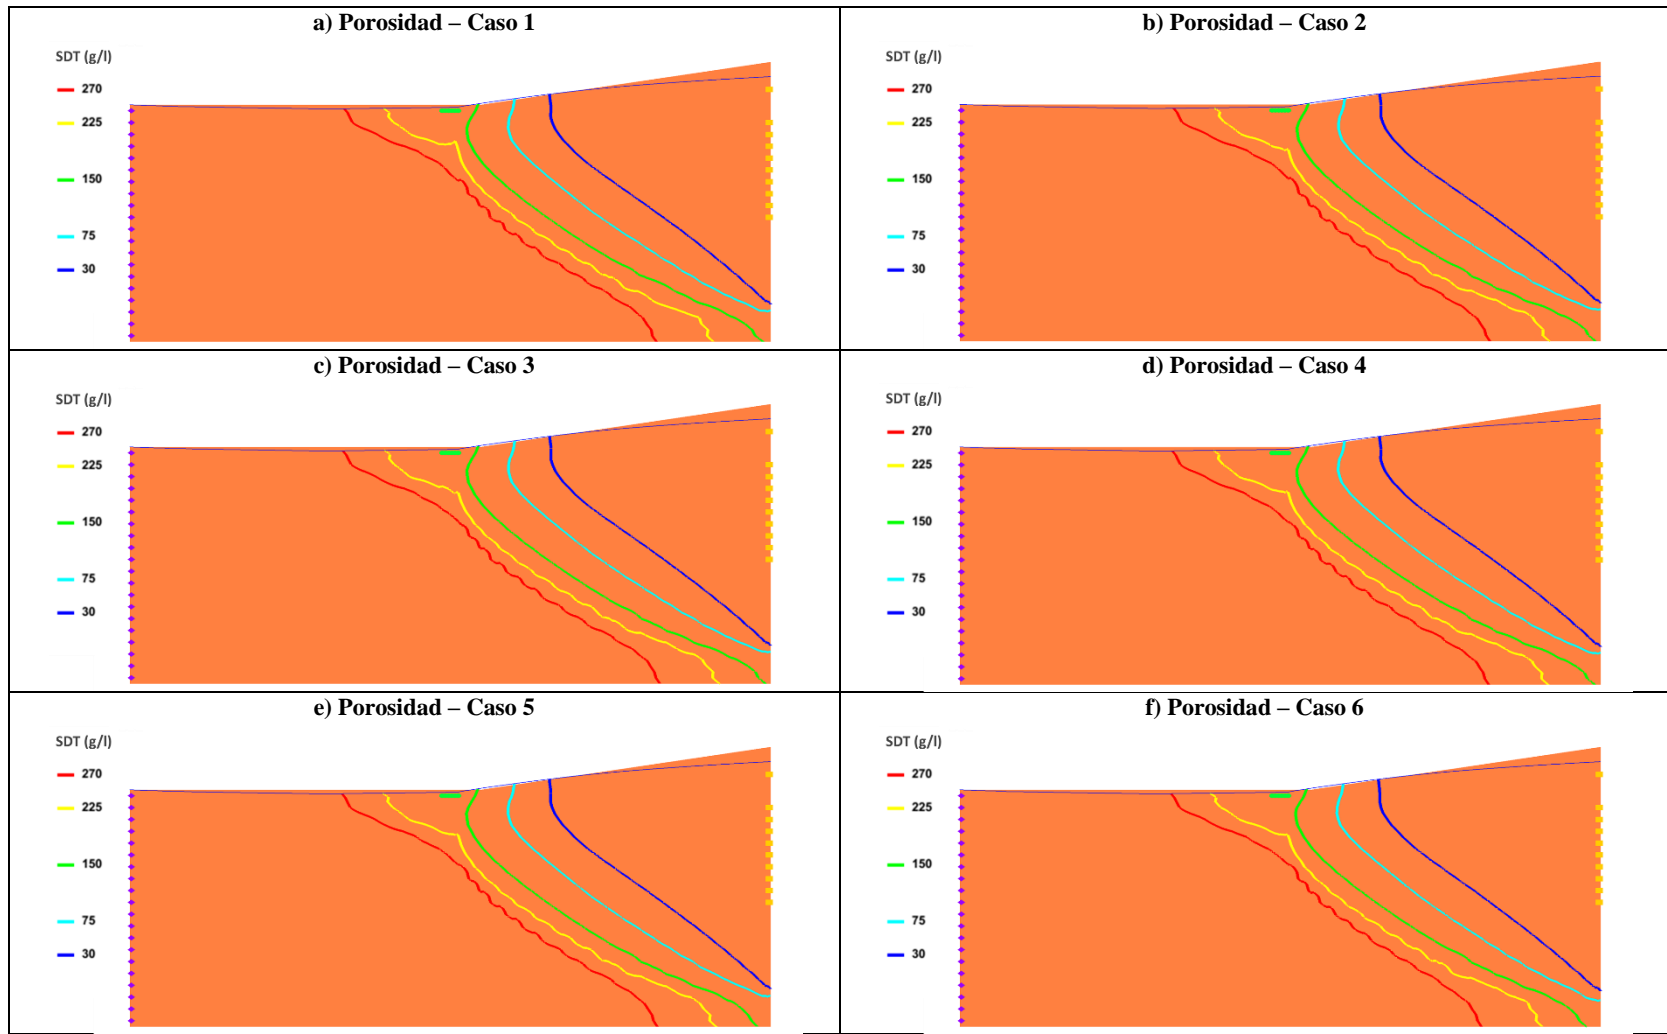 a) Porosidad – Caso 1
SDT (g/l)
270
225
150
75
30
b) Porosidad – Caso 2
SDT (g/l)
270
225
150
75
30
c) Porosidad – Caso 3
SDT (g/l)
270
225
150
75
30
d) Porosidad – Caso 4
SDT (g/l)
270
225
150
75
30
e) Porosidad – Caso 5
SDT (g/l)
270
225
150
75
30
f) Porosidad – Caso 6
SDT (g/l)
270
225
150
75
30